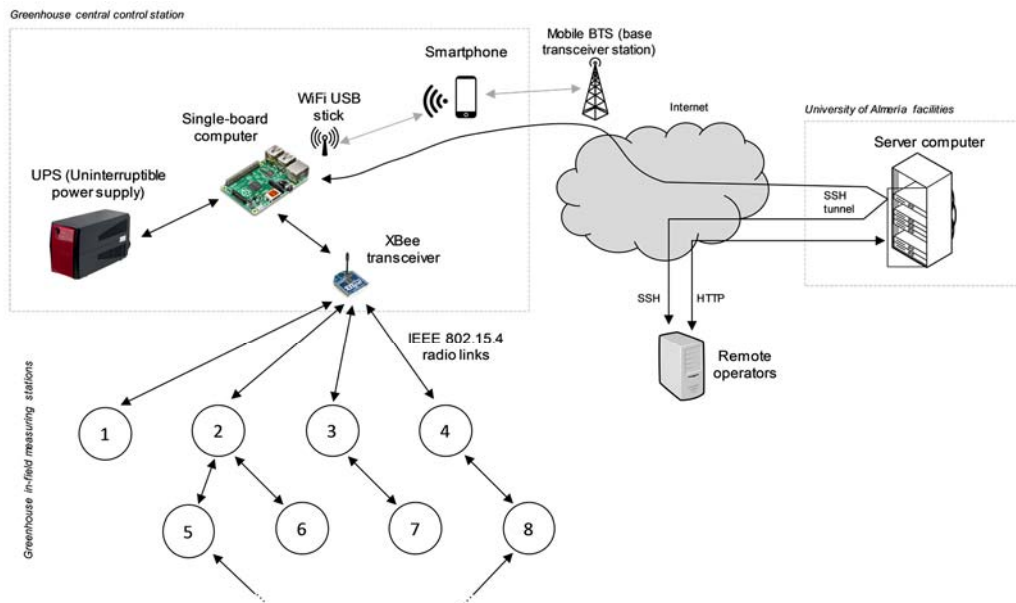 Greenhouse central control station
Mobile BTS (base
transceiver station)
Smartphone
WiFi USB
stick
Single-board
computer
Internet
University of Almería facilities
Server computer
UPS (Uninterruptible
power supply)
SSH
tunnel
XBee
transceiver
SSH
HTTP
IEEE 802.15.4
radio links
Remote
operators
Greenhouse in-field measuring stations
1
2
3
4
5
6
7
8